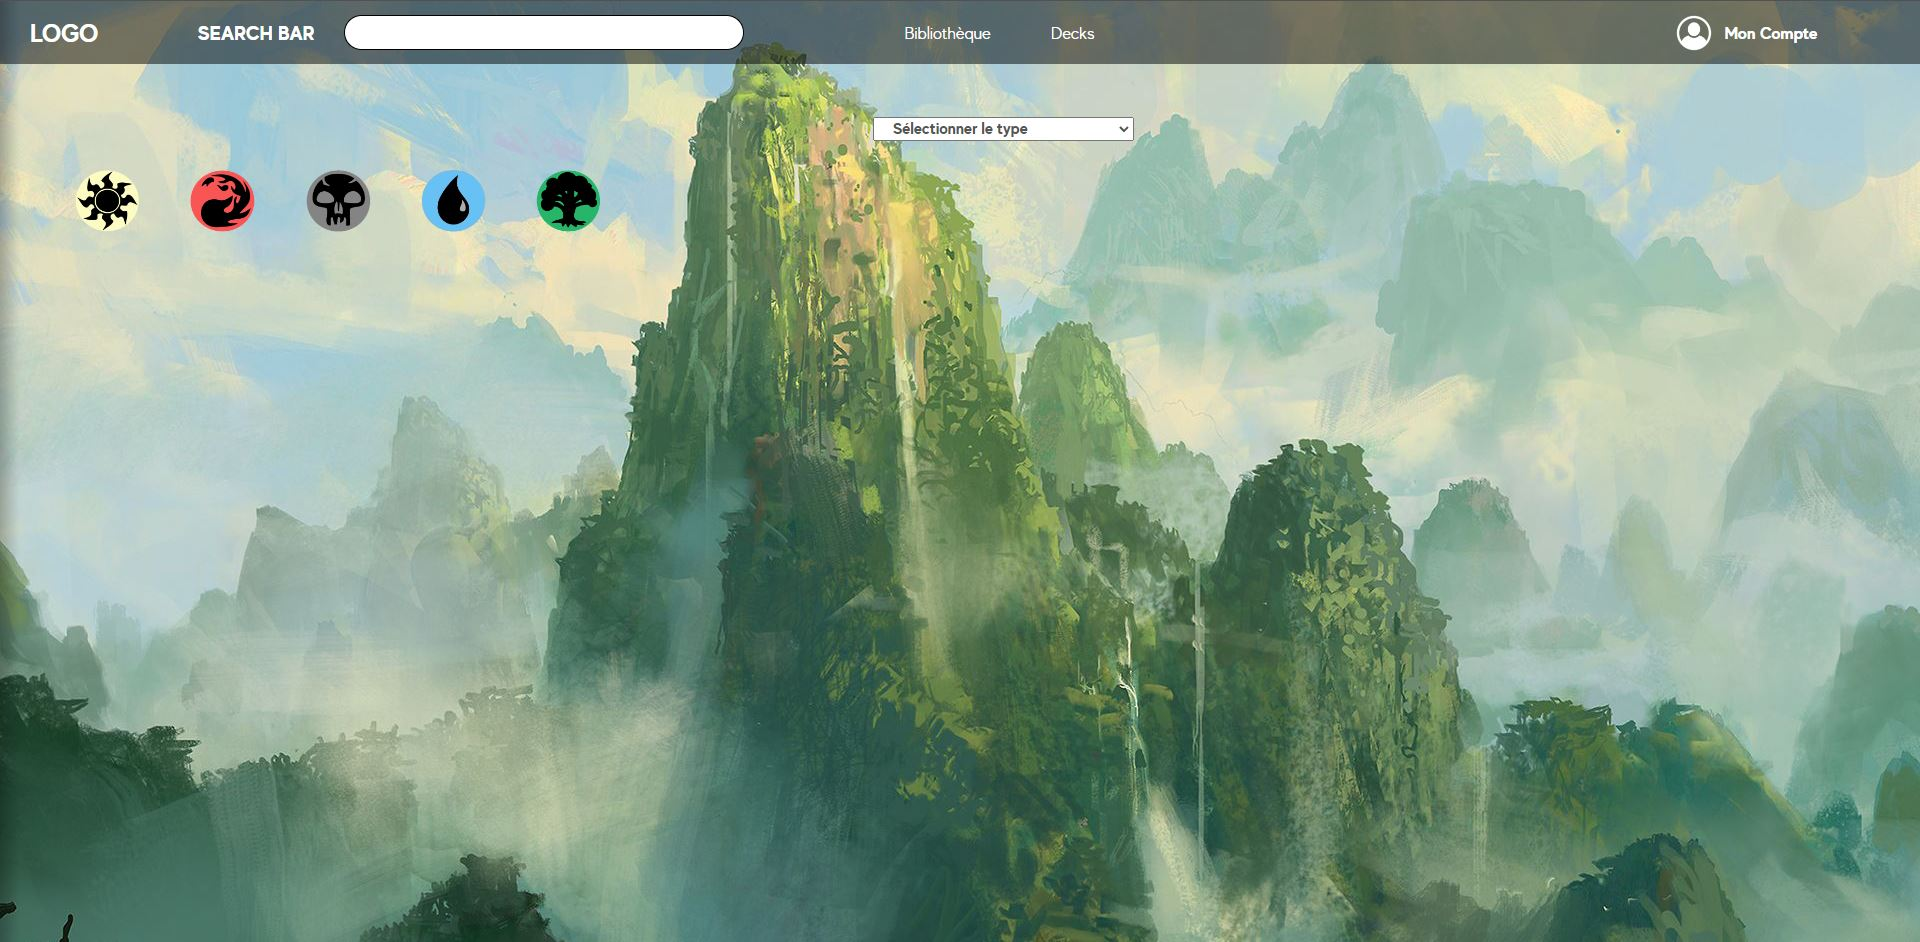 LOGO
SEARCH BAR
Bibliothèque
Decks
Mon Compte
Sélectionner le type